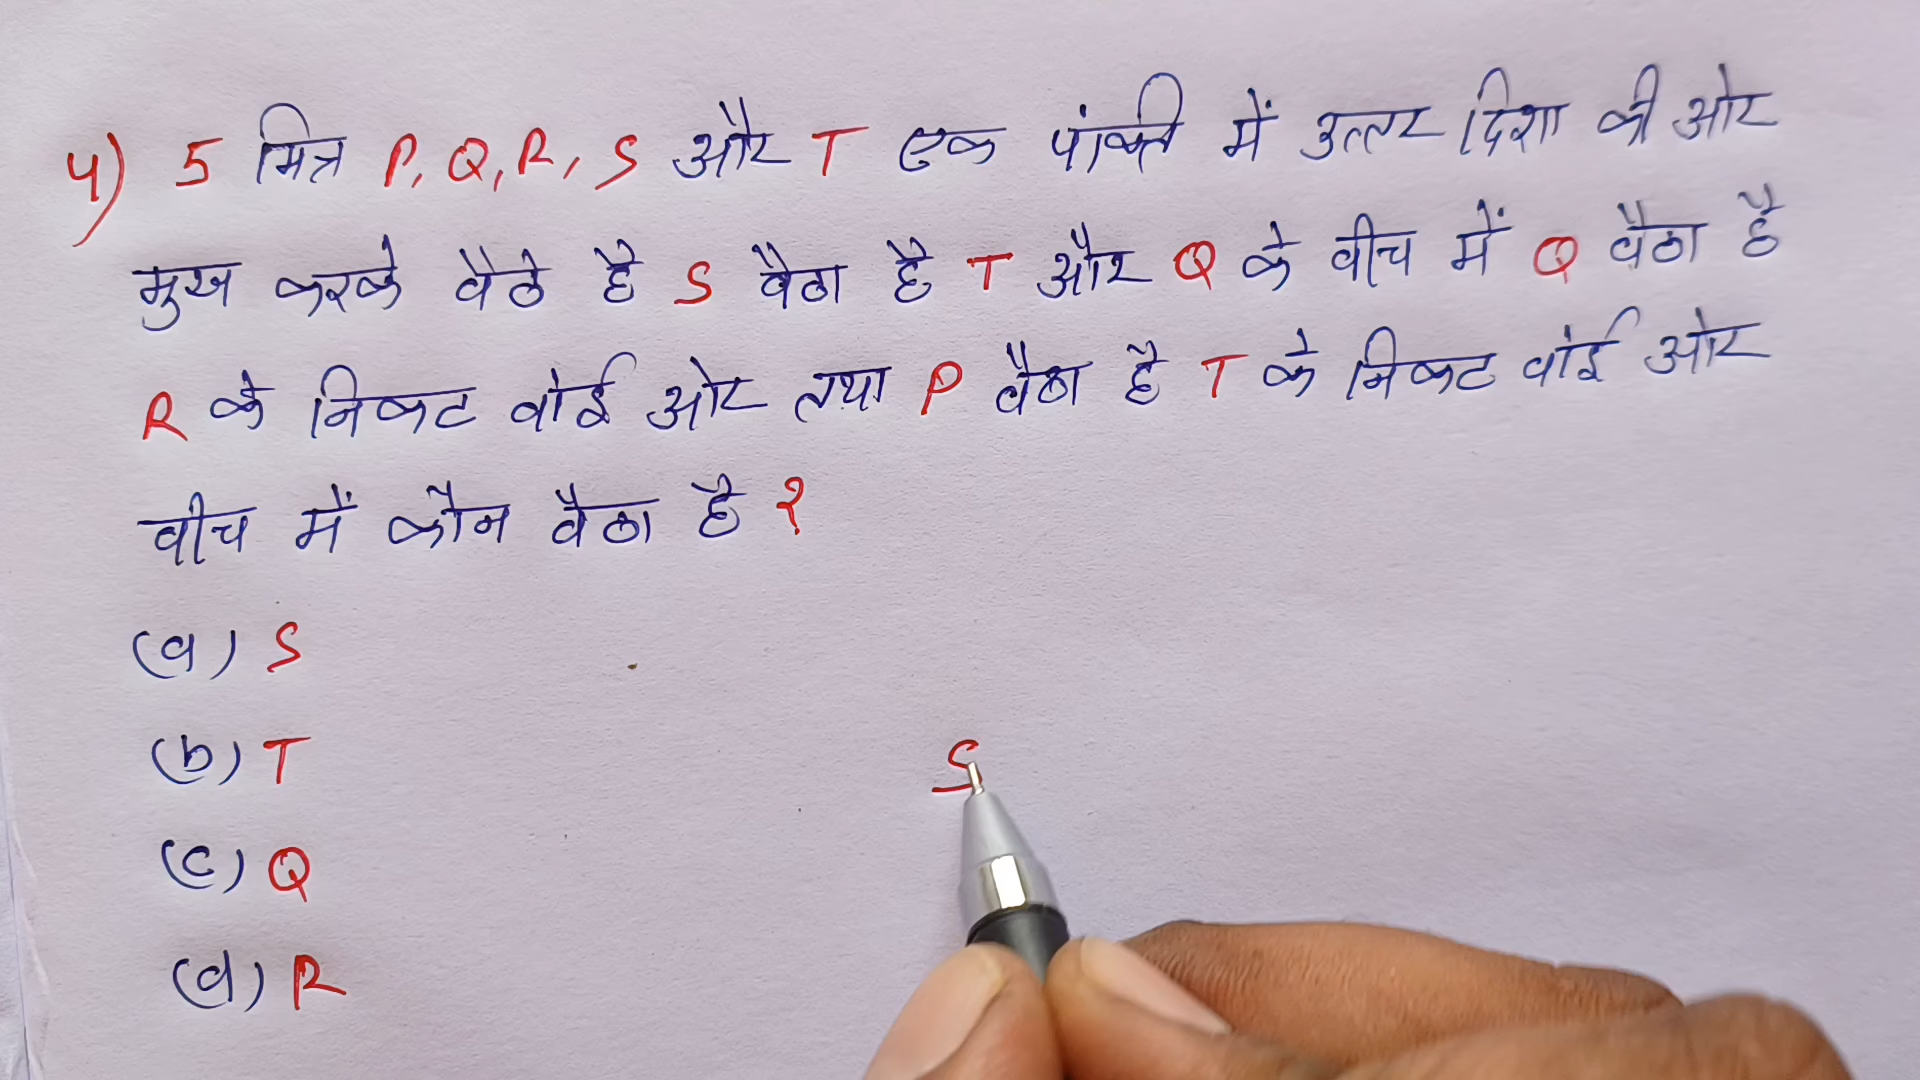 4) 5 मित्र P, Q, R, S और T एक पंक्ती में उत्तर दिशा की ओर
मुख करके बैठे है S बैठा है T और Q के बीच में Q बैठा है
R के निकट बांई ओर तथा P बैठा है T के निकट बांई ओर
बीच में कौन बैठा है ?
(a) S
(b) T
(c) Q
(d) R
S